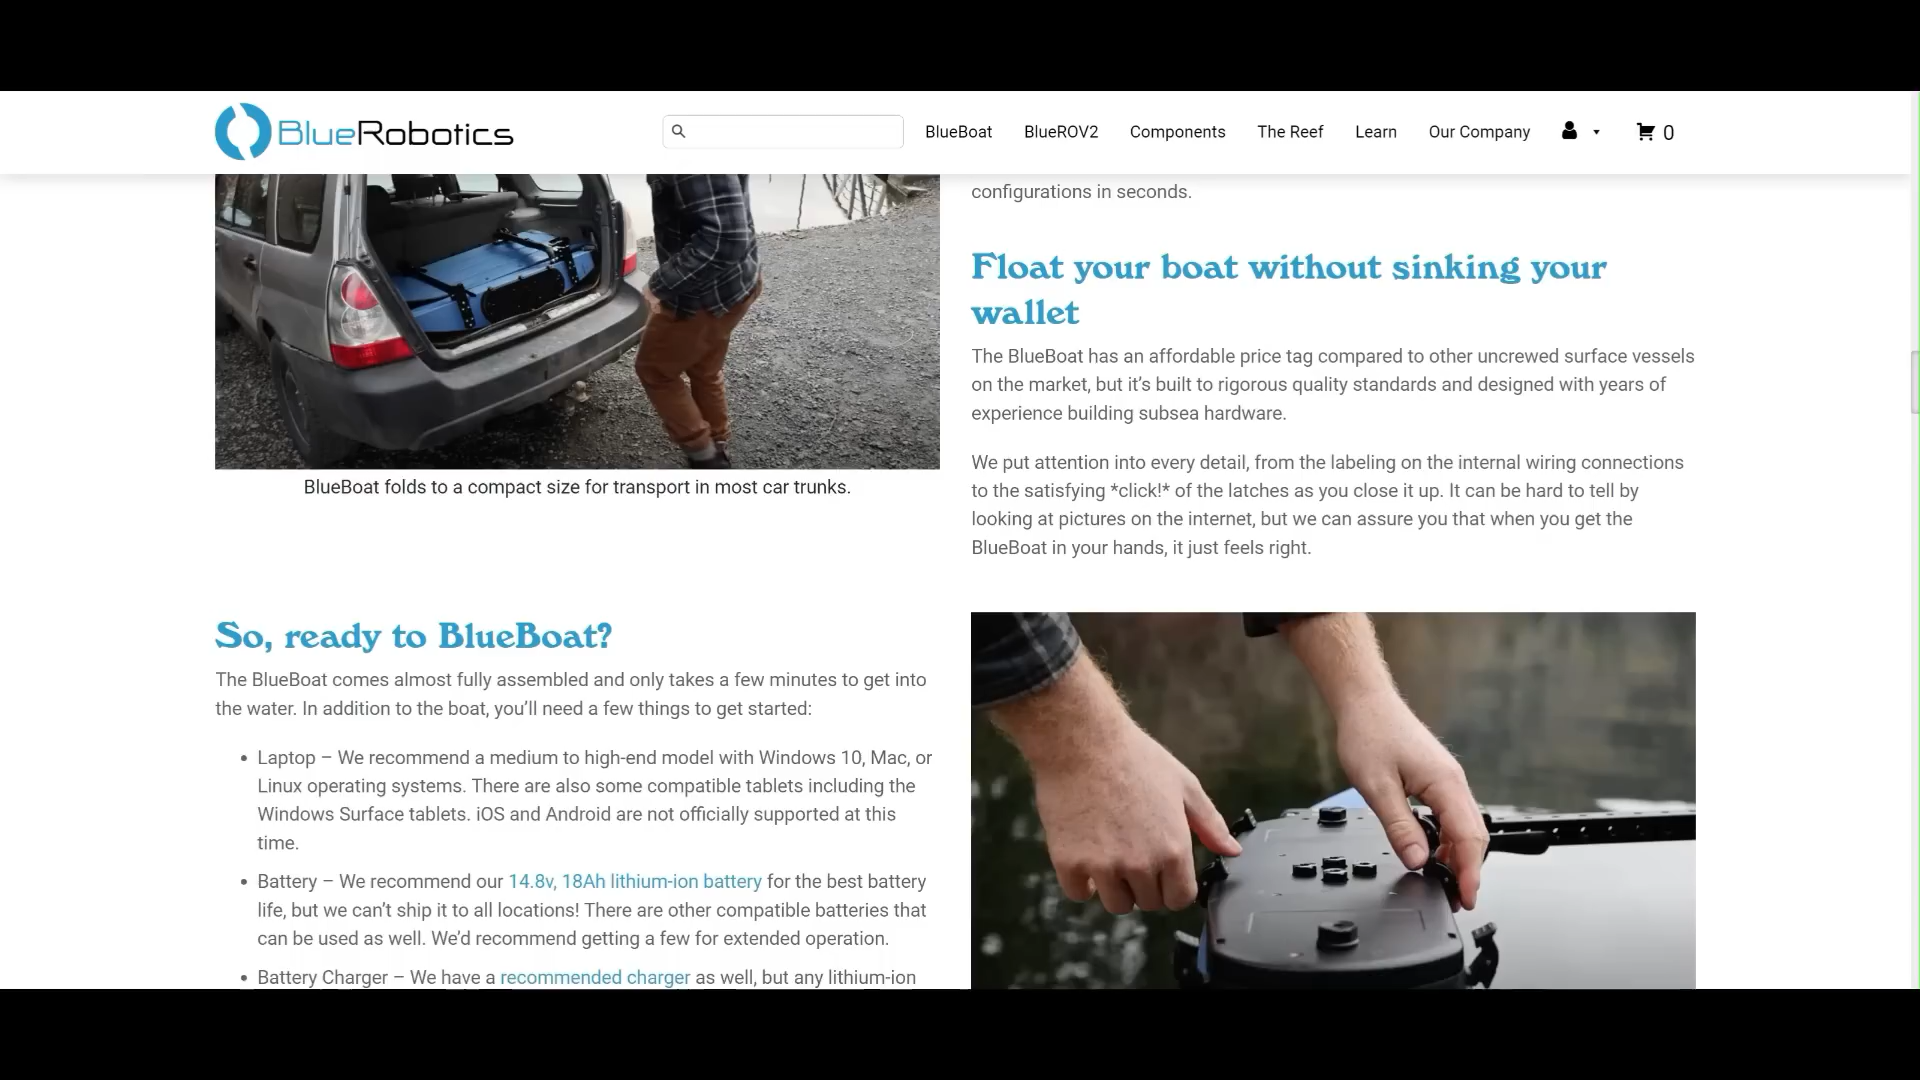 BlueRobotics
BlueBoat
BlueROV2
Components
The Reef
Learn
Our Company
0
BlueBoat folds to a compact size for transport in most car trunks.
configurations in seconds.
Float your boat without sinking your
wallet
The BlueBoat has an affordable price tag compared to other uncrewed surface vessels
on the market, but it’s built to rigorous quality standards and designed with years of
experience building subsea hardware.
We put attention into every detail, from the labeling on the internal wiring connections
to the satisfying *click!* of the latches as you close it up. It can be hard to tell by
looking at pictures on the internet, but we can assure you that when you get the
BlueBoat in your hands, it just feels right.
So, ready to BlueBoat?
The BlueBoat comes almost fully assembled and only takes a few minutes to get into
the water. In addition to the boat, you’ll need a few things to get started:
• Laptop – We recommend a medium to high-end model with Windows 10, Mac, or
Linux operating systems. There are also some compatible tablets including the
Windows Surface tablets. iOS and Android are not officially supported at this
time.
• Battery – We recommend our 14.8v, 18Ah lithium-ion battery for the best battery
life, but we can’t ship it to all locations! There are other compatible batteries that
can be used as well. We’d recommend getting a few for extended operation.
• Battery Charger – We have a recommended charger as well, but any lithium-ion